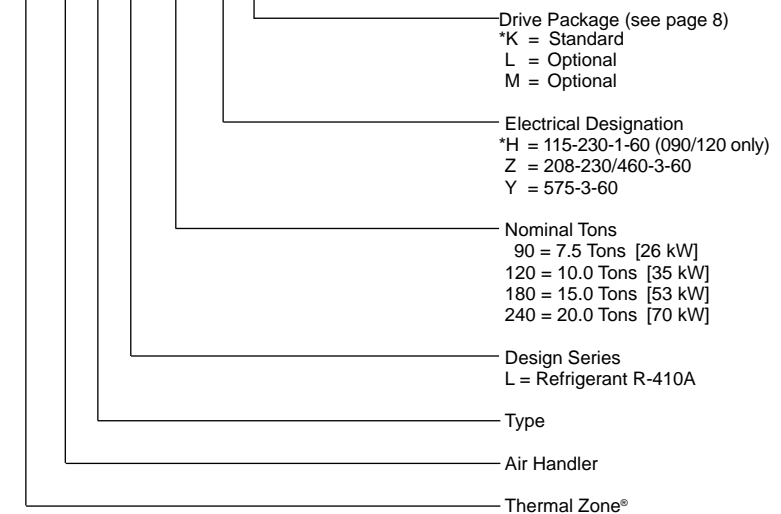 Drive Package (see page 8)
*K = Standard
L = Optional
M = Optional
Electrical Designation
*H = 115-230-1-60 (090/120 only)
Z = 208-230/460-3-60
Y = 575-3-60
Nominal Tons
90 = 7.5 Tons [26 kW]
120 = 10.0 Tons [35 kW]
180 = 15.0 Tons [53 kW]
240 = 20.0 Tons [70 kW]
Design Series
L = Refrigerant R-410A
Type
Air Handler
Thermal Zone®